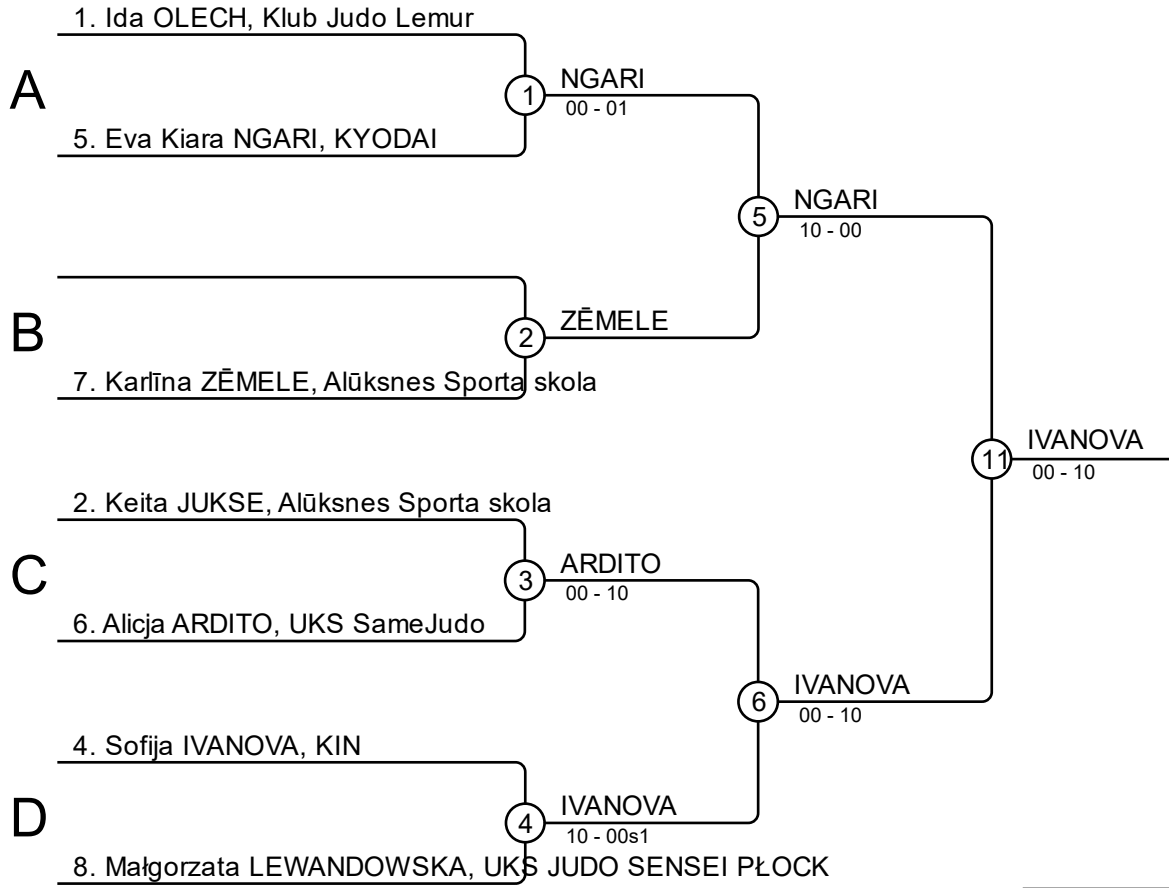 1. Ida OLECH, Klub Judo Lemur
A
1
NGARI
00 - 01
5. Eva Kiara NGARI, KYODAI
5
NGARI
10 - 00
B
2
ZĒMELE
7. Karlīna ZĒMELE, Alūksnes Sporta skola
11
IVANOVA
00 - 10
2. Keita JUKSE, Alūksnes Sporta skola
C
3
ARDITO
00 - 10
6. Alicja ARDITO, UKS SameJudo
6
IVANOVA
00 - 10
4. Sofija IVANOVA, KIN
D
4
IVANOVA
10 - 00s1
8. Małgorzata LEWANDOWSKA, UKS JUDO SENSEI PŁOCK